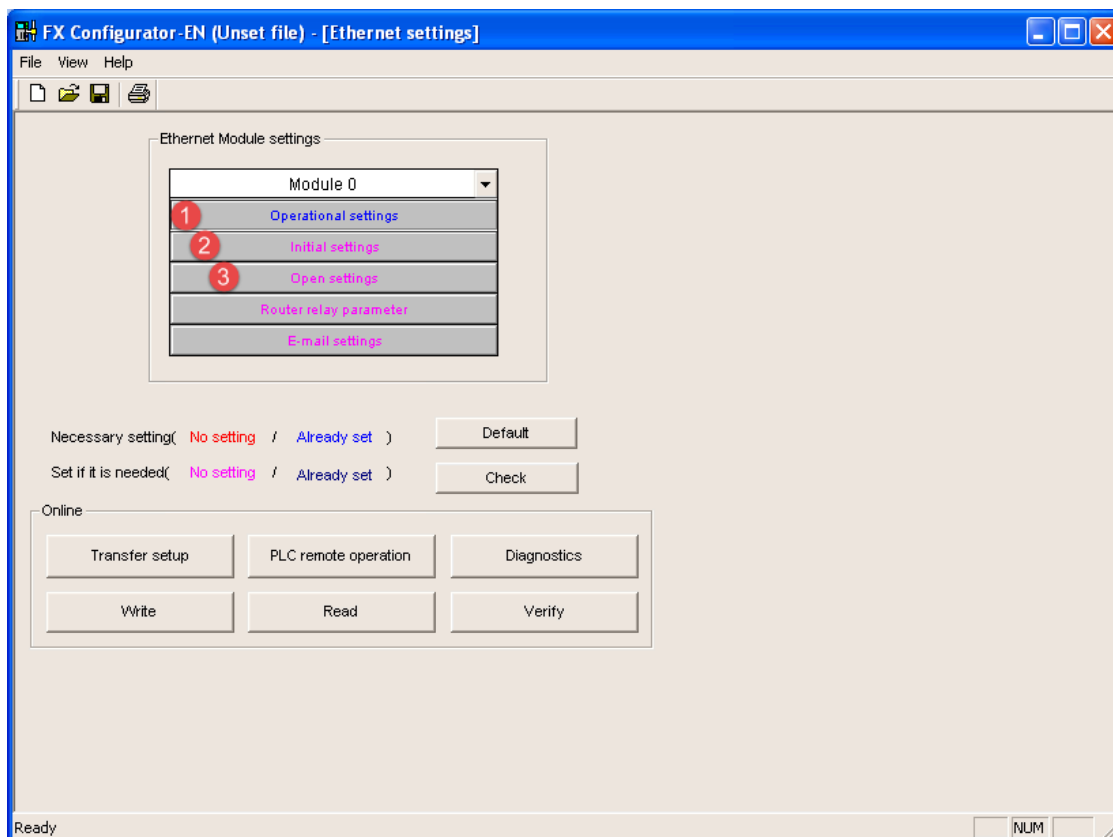 FX Configurator-EN (Unset file) - [Ethernet settings]
File View Help
Ethernet Module settings
Module 0
1 Operational settings
2 Initial settings
3 Open settings
Router relay parameter
E-mail settings
Necessary setting( No setting / Already set ) Default
Set if it is needed( No setting / Already set ) Check
Online
Transfer setup PLC remote operation Diagnostics
Write Read Verify
Ready NUM